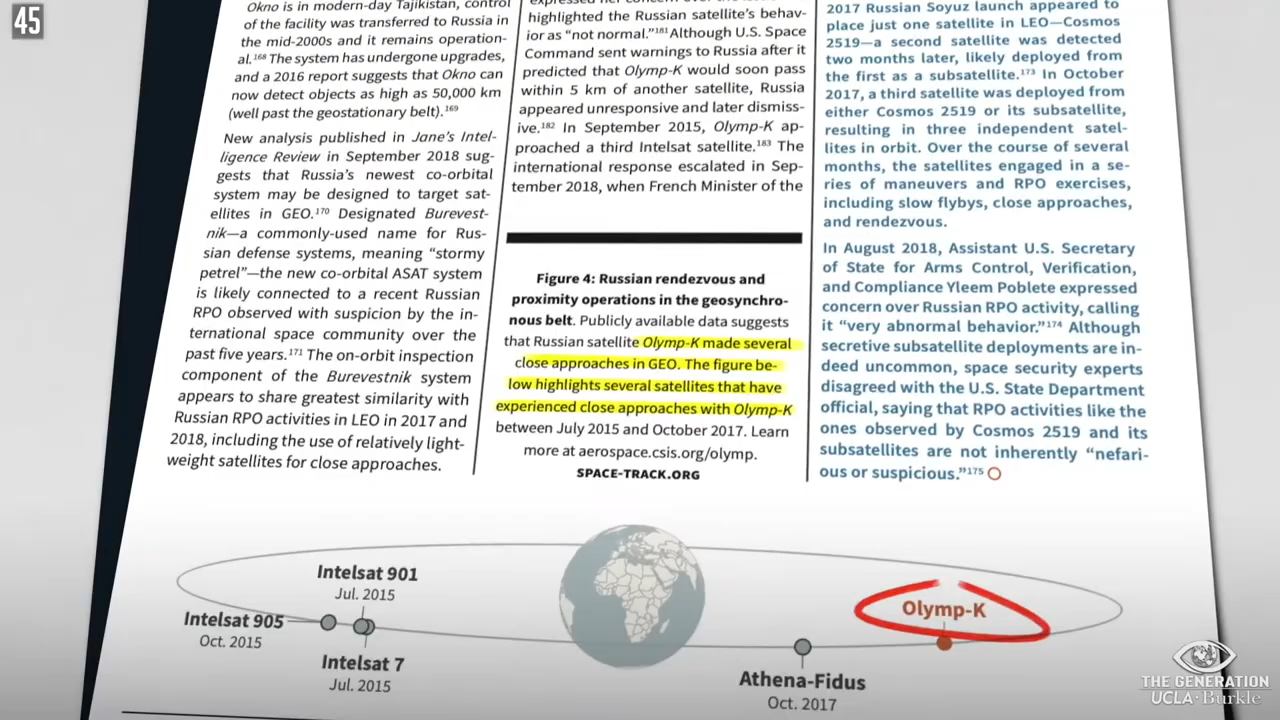 45
Okno is in modern-day Tajikistan, control
of the facility was transferred to Russia in
the mid-2000s and it remains operation-
al.168 The system has undergone upgrades,
and a 2016 report suggests that Okno can
now detect objects as high as 50,000 km
(well past the geostationary belt).169
New analysis published in Jane's Intel-
ligence Review in September 2018 sug-
gests that Russia's newest co-orbital
system may be designed to target sat-
ellites in GEO.170 Designated Burevest-
nik—a commonly-used name for Rus-
sian defense systems, meaning “stormy
petrel”—the new co-orbital ASAT system
is likely connected to a recent Russian
RPO observed with suspicion by the in-
ternational space community over the
past five years.171 The on-orbit inspection
component of the Burevestnik system
appears to share greatest similarity with
Russian RPO activities in LEO in 2017 and
2018, including the use of relatively light-
weight satellites for close approaches.
highlighted the Russian satellite's behav-
ior as “not normal.”181 Although U.S. Space
Command sent warnings to Russia after it
predicted that Olymp-K would soon pass
within 5 km of another satellite, Russia
appeared unresponsive and later dismiss-
ive.182 In September 2015, Olymp-K ap-
proached a third Intelsat satellite.183 The
international response escalated in Sep-
tember 2018, when French Minister of the
Figure 4: Russian rendezvous and
proximity operations in the geosynchro-
nous belt. Publicly available data suggests
that Russian satellite Olymp-K made several
close approaches in GEO. The figure be-
low highlights several satellites that have
experienced close approaches with Olymp-K
between July 2015 and October 2017. Learn
more at aerospace.csis.org/olymp.
SPACE-TRACK.ORG
2017 Russian Soyuz launch appeared to
place just one satellite in LEO—Cosmos
2519—a second satellite was detected
two months later, likely deployed from
the first as a subsatellite.173 In October
2017, a third satellite was deployed from
either Cosmos 2519 or its subsatellite,
resulting in three independent satel-
lites in orbit. Over the course of several
months, the satellites engaged in a se-
ries of maneuvers and RPO exercises,
including slow flybys, close approaches,
and rendezvous.
In August 2018, Assistant U.S. Secretary
of State for Arms Control, Verification,
and Compliance Yleem Poblete expressed
concern over Russian RPO activity, calling
it “very abnormal behavior.”174 Although
secretive subsatellite deployments are in-
deed uncommon, space security experts
disagreed with the U.S. State Department
official, saying that RPO activities like the
ones observed by Cosmos 2519 and its
subsatellites are not inherently “nefari-
ous or suspicious.”175
Intelsat 901
Jul. 2015
Intelsat 905
Oct. 2015
Intelsat 7
Jul. 2015
Athena-Fidus
Oct. 2017
Olymp-K
THE GENERATION
UCLA Burkle